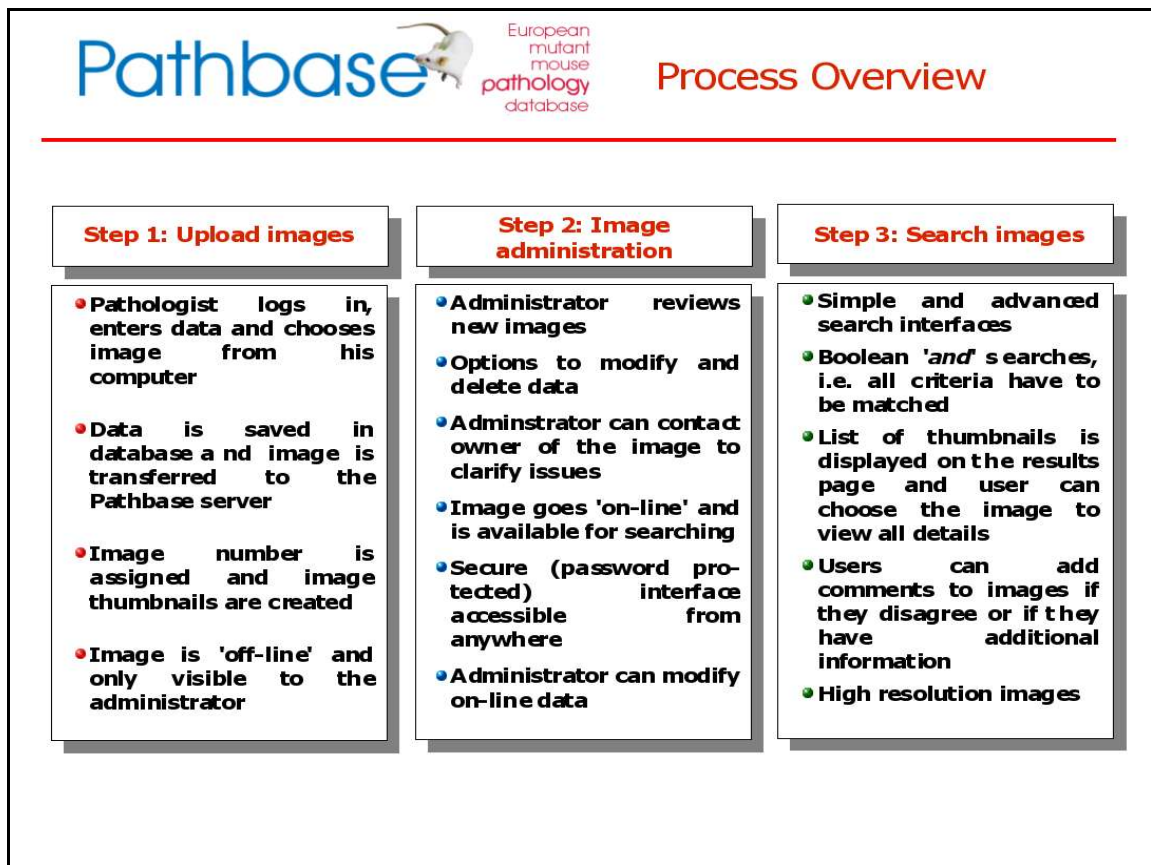 Pathbase
European
mutant
mouse
pathology
database
Process Overview
Step 1: Upload images
Pathologist logs in,
enters data and chooses
image from his
computer
Data is saved in
database and image is
transferred to the
Pathbase server
Image number is
assigned and image
thumbnails are created
Image is 'off-line' and
only visible to the
administrator
Step 2: Image
administration
Administrator reviews
new images
Options to modify and
delete data
Adminstrator can contact
owner of the image to
clarify issues
Image goes 'on-line' and
is available for searching
Secure (password pro-
tected) interface
accessible from
anywhere
Administrator can modify
on-line data
Step 3: Search images
Simple and advanced
search interfaces
Boolean 'and' searches,
i.e. all criteria have to
be matched
List of thumbnails is
displayed on the results
page and user can
choose the image to
view all details
Users can add
comments to images if
they disagree or if they
have additional
information
High resolution images